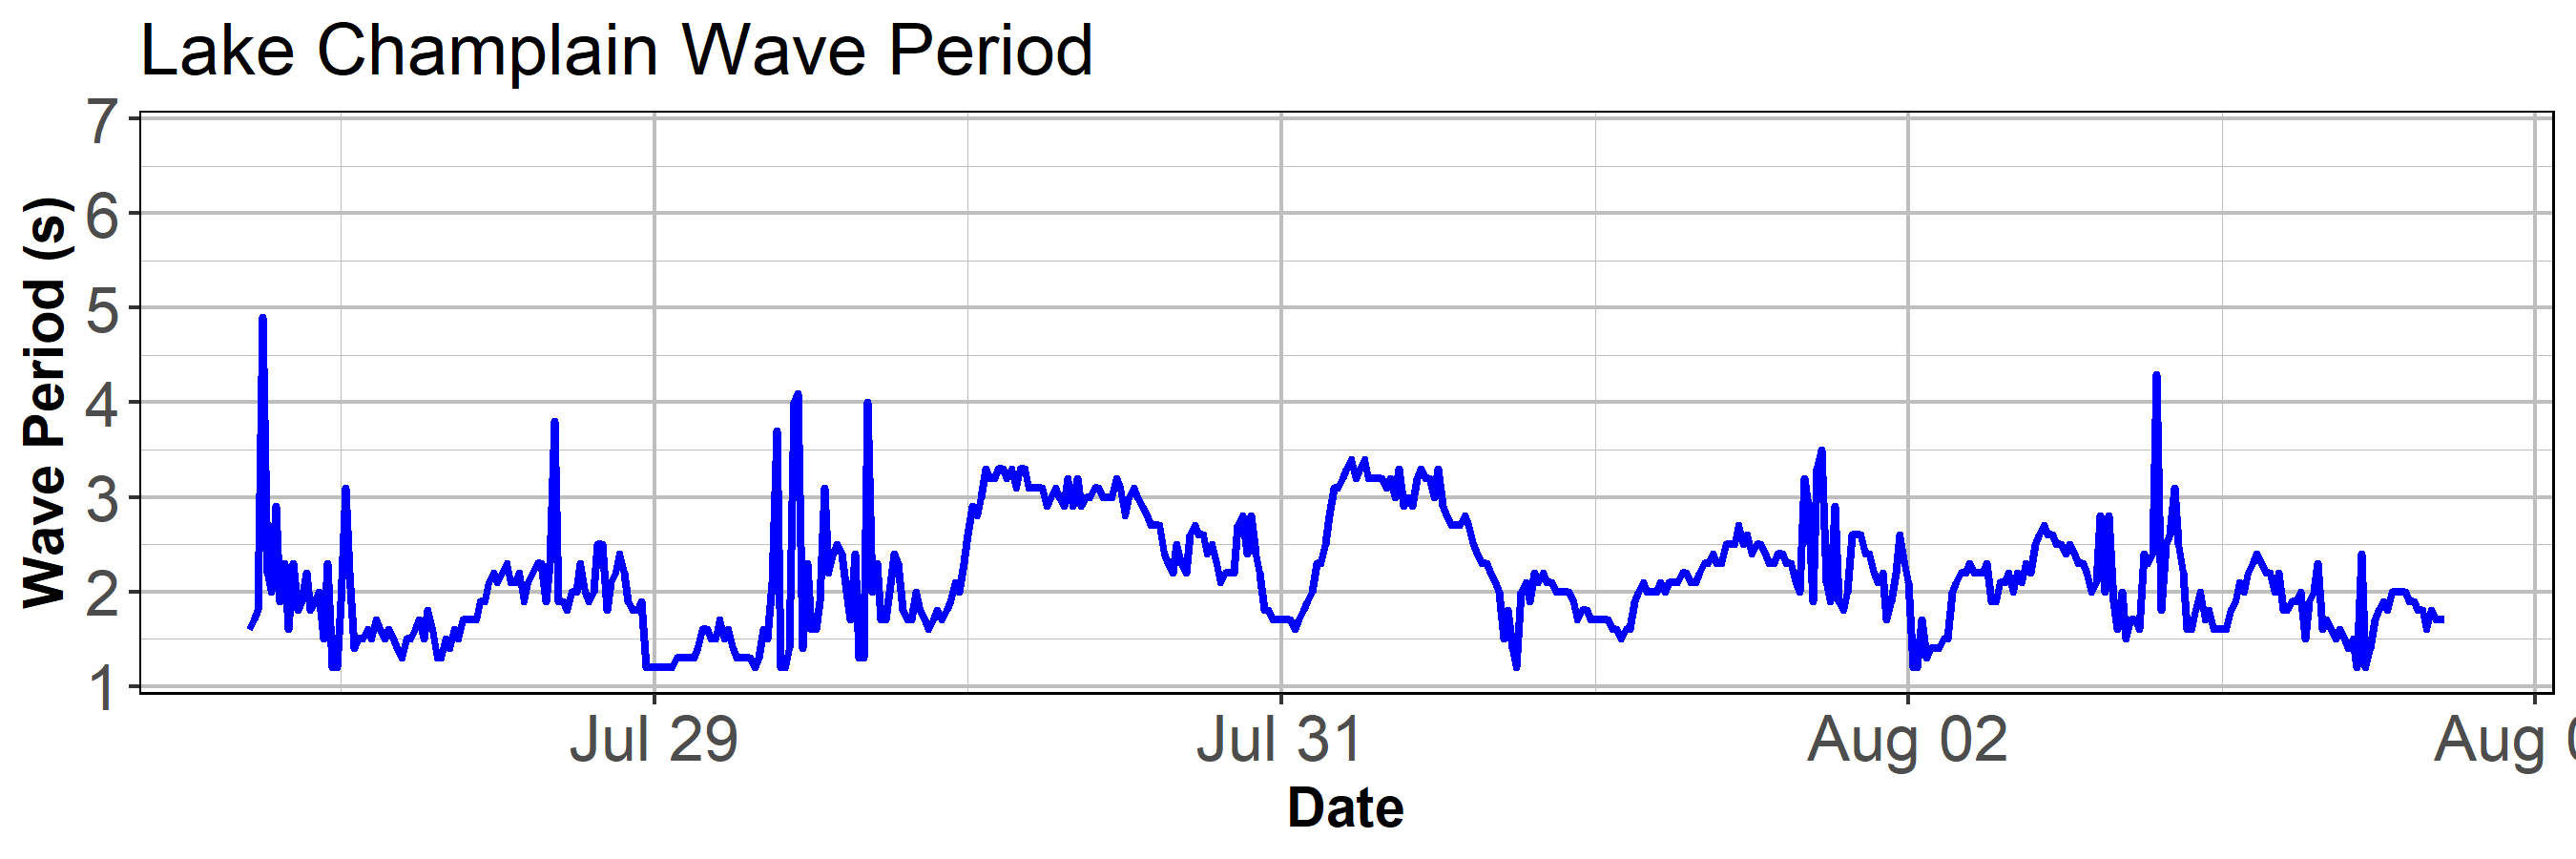 Lake Champlain Wave Period
Wave Period (s)
7
6
5
4
3
2
1
Jul 29
Jul 31
Aug 02
Aug
Date